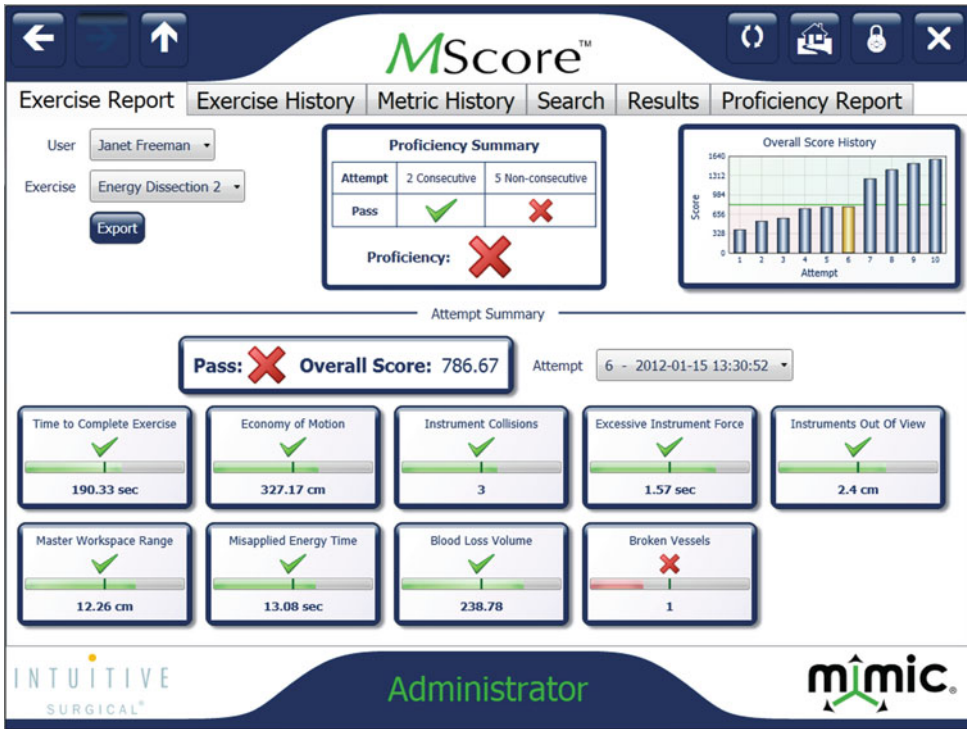 MScore™
Exercise Report Exercise History Metric History Search Results Proficiency Report
User Janet Freeman
Exercise Energy Dissection 2
Export
Proficiency Summary
Attempt 2 Consecutive 5 Non-consecutive
Pass
Proficiency:
Overall Score History
Score
1640
1312
984
656
328
0
1 2 3 4 5 6 7 8 9 10
Attempt
Attempt Summary
Pass: Overall Score: 786.67
Attempt 6 - 2012-01-15 13:30:52
Time to Complete Exercise
190.33 sec
Economy of Motion
327.17 cm
Instrument Collisions
3
Excessive Instrument Force
1.57 sec
Instruments Out Of View
2.4 cm
Master Workspace Range
12.26 cm
Misapplied Energy Time
13.08 sec
Blood Loss Volume
238.78
Broken Vessels
1
INTUITIVE
SURGICAL®
Administrator
mimic®